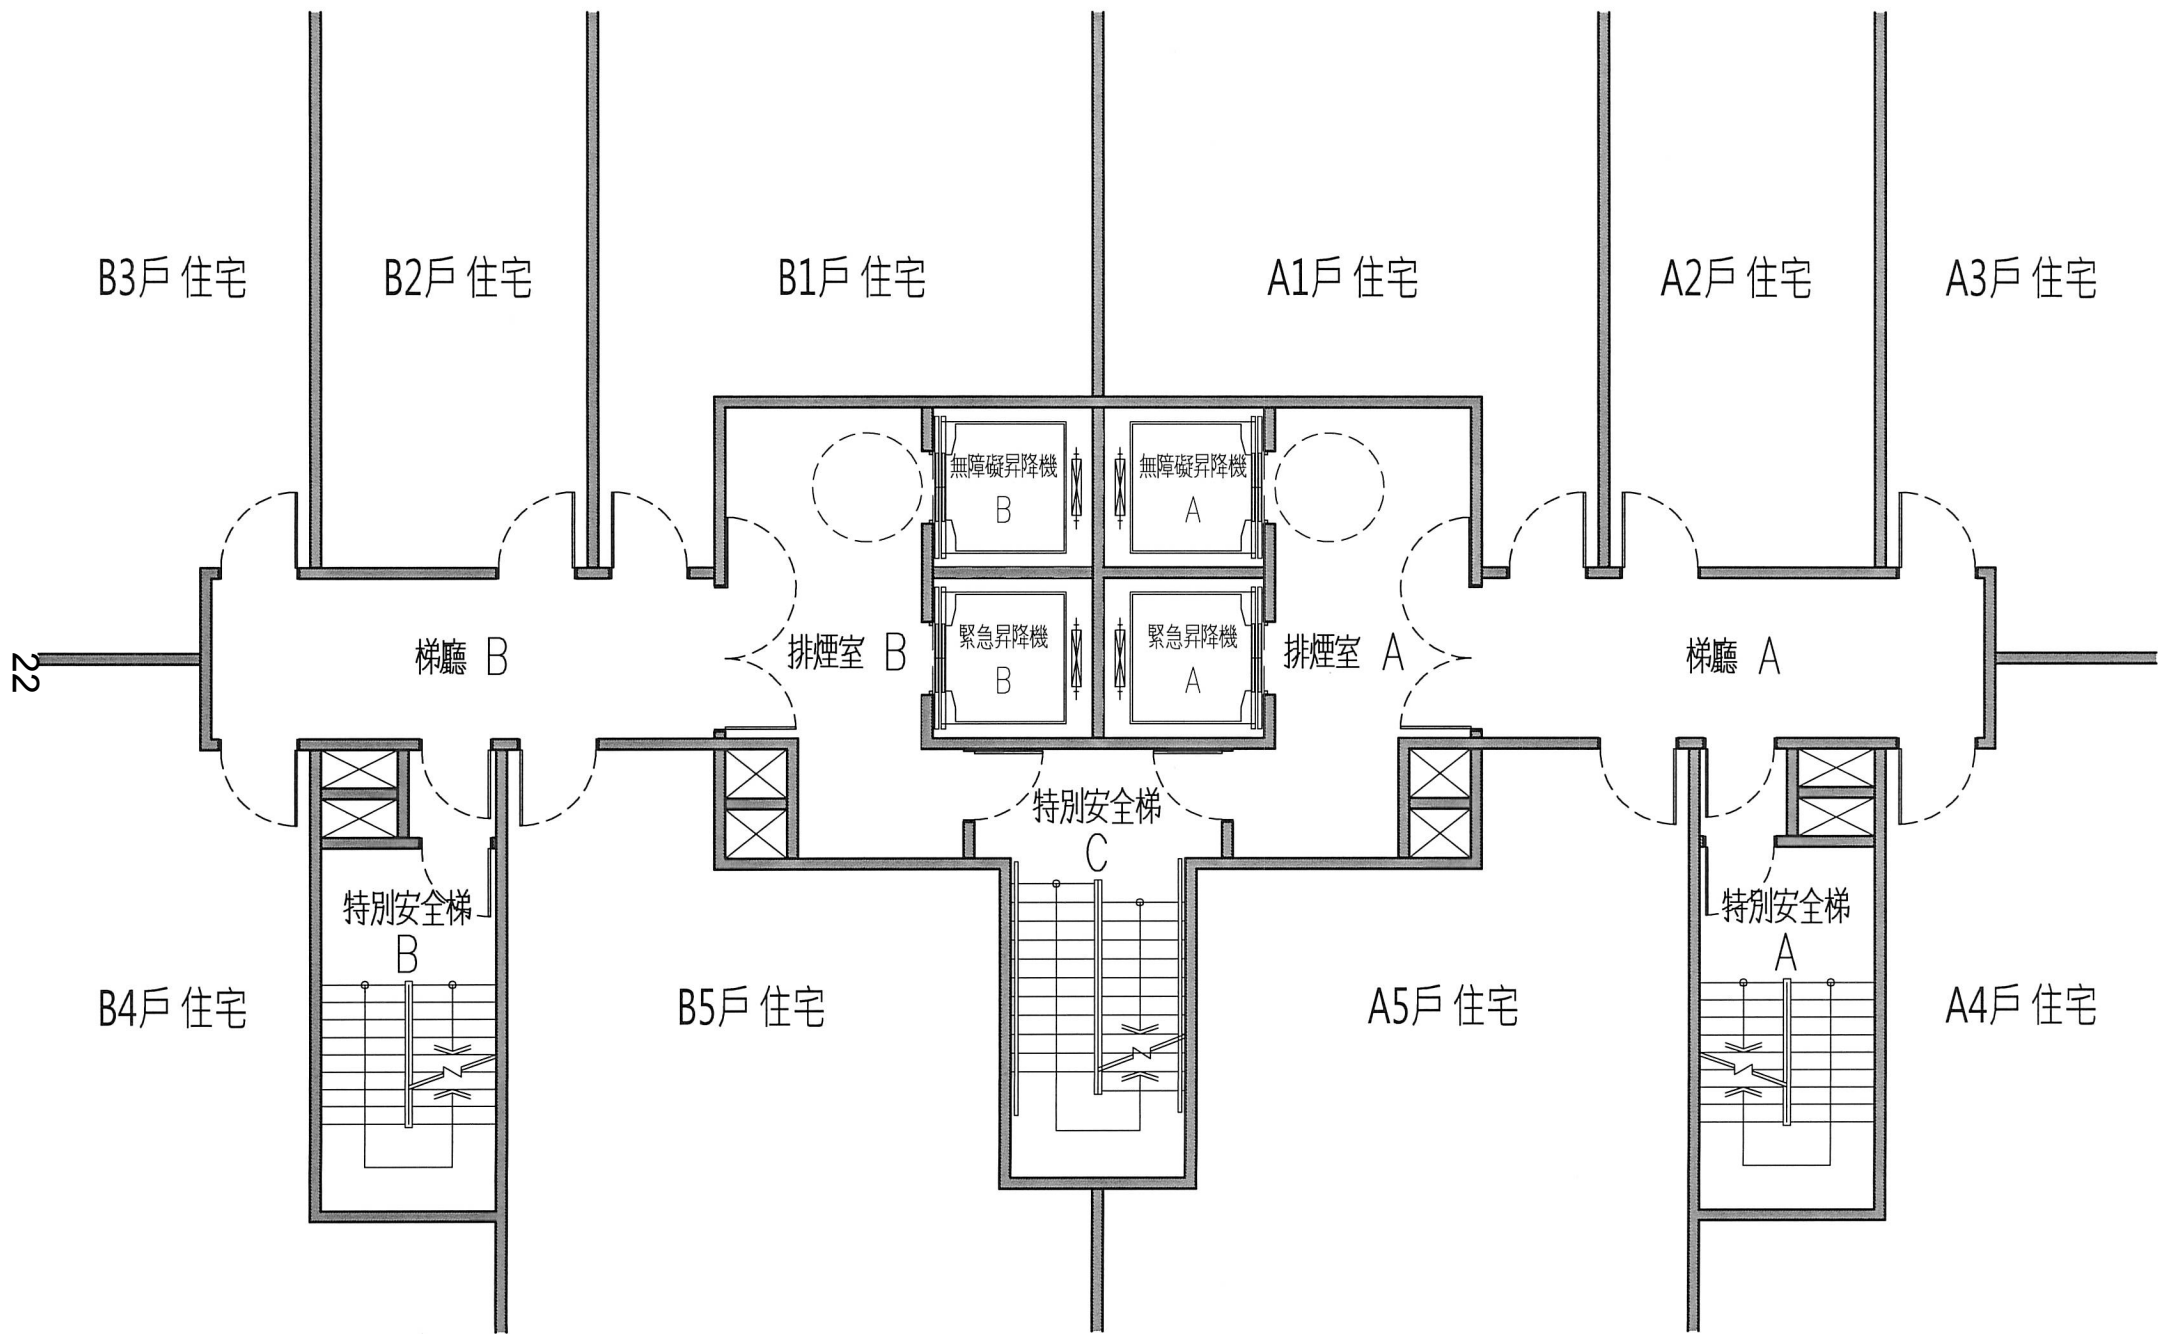 B3戶 住宅
B2戶 住宅
B1戶 住宅
A1戶 住宅
A2戶 住宅
A3戶 住宅
無障礙昇降機
B
無障礙昇降機
A
緊急昇降機
B
緊急昇降機
A
22
梯廳 B
排煙室 B
排煙室 A
梯廳 A
特別安全梯
C
特別安全梯
B
特別安全梯
A
B4戶 住宅
B5戶 住宅
A5戶 住宅
A4戶 住宅